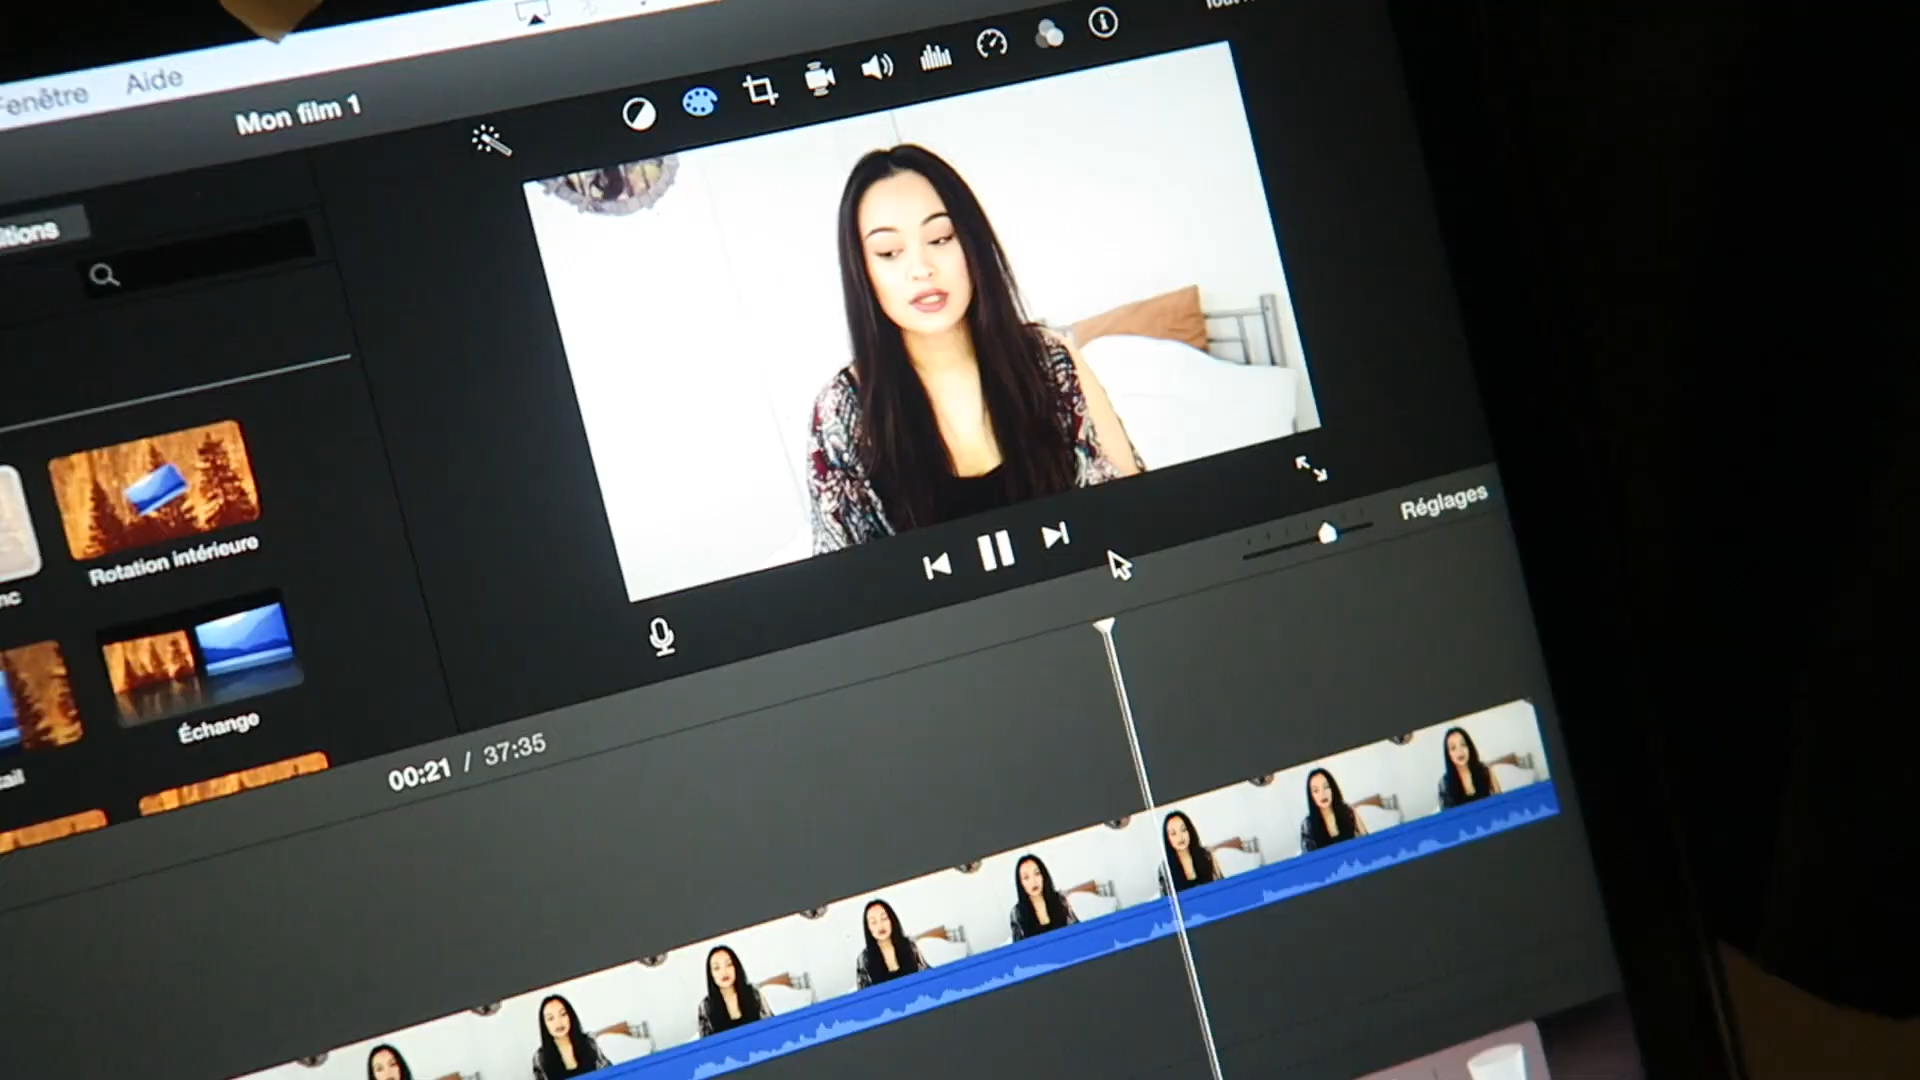 Fenêtre Aide
Mon film 1
Rotation intérieure
Échange
Réglages
00:21 / 37:35